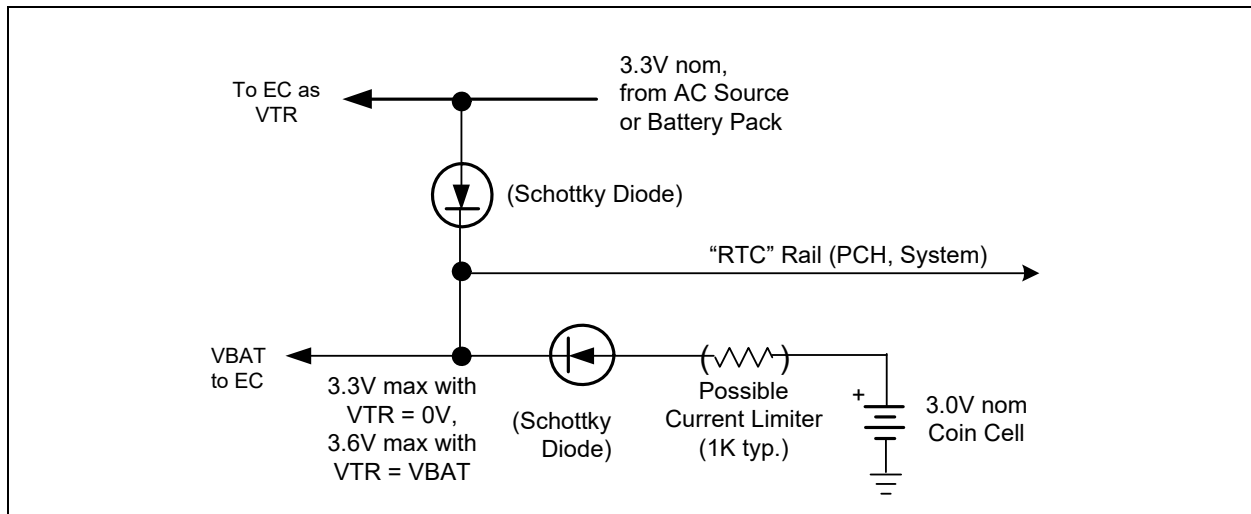 3.3V nom,
from AC Source
or Battery Pack
To EC as
VTR
(Schottky Diode)
“RTC” Rail (PCH, System)
VBAT
to EC
3.3V max with
VTR = 0V,
3.6V max with
VTR = VBAT
(Schottky
Diode)
( )
Possible
Current Limiter
(1K typ.)
+
3.0V nom
Coin Cell